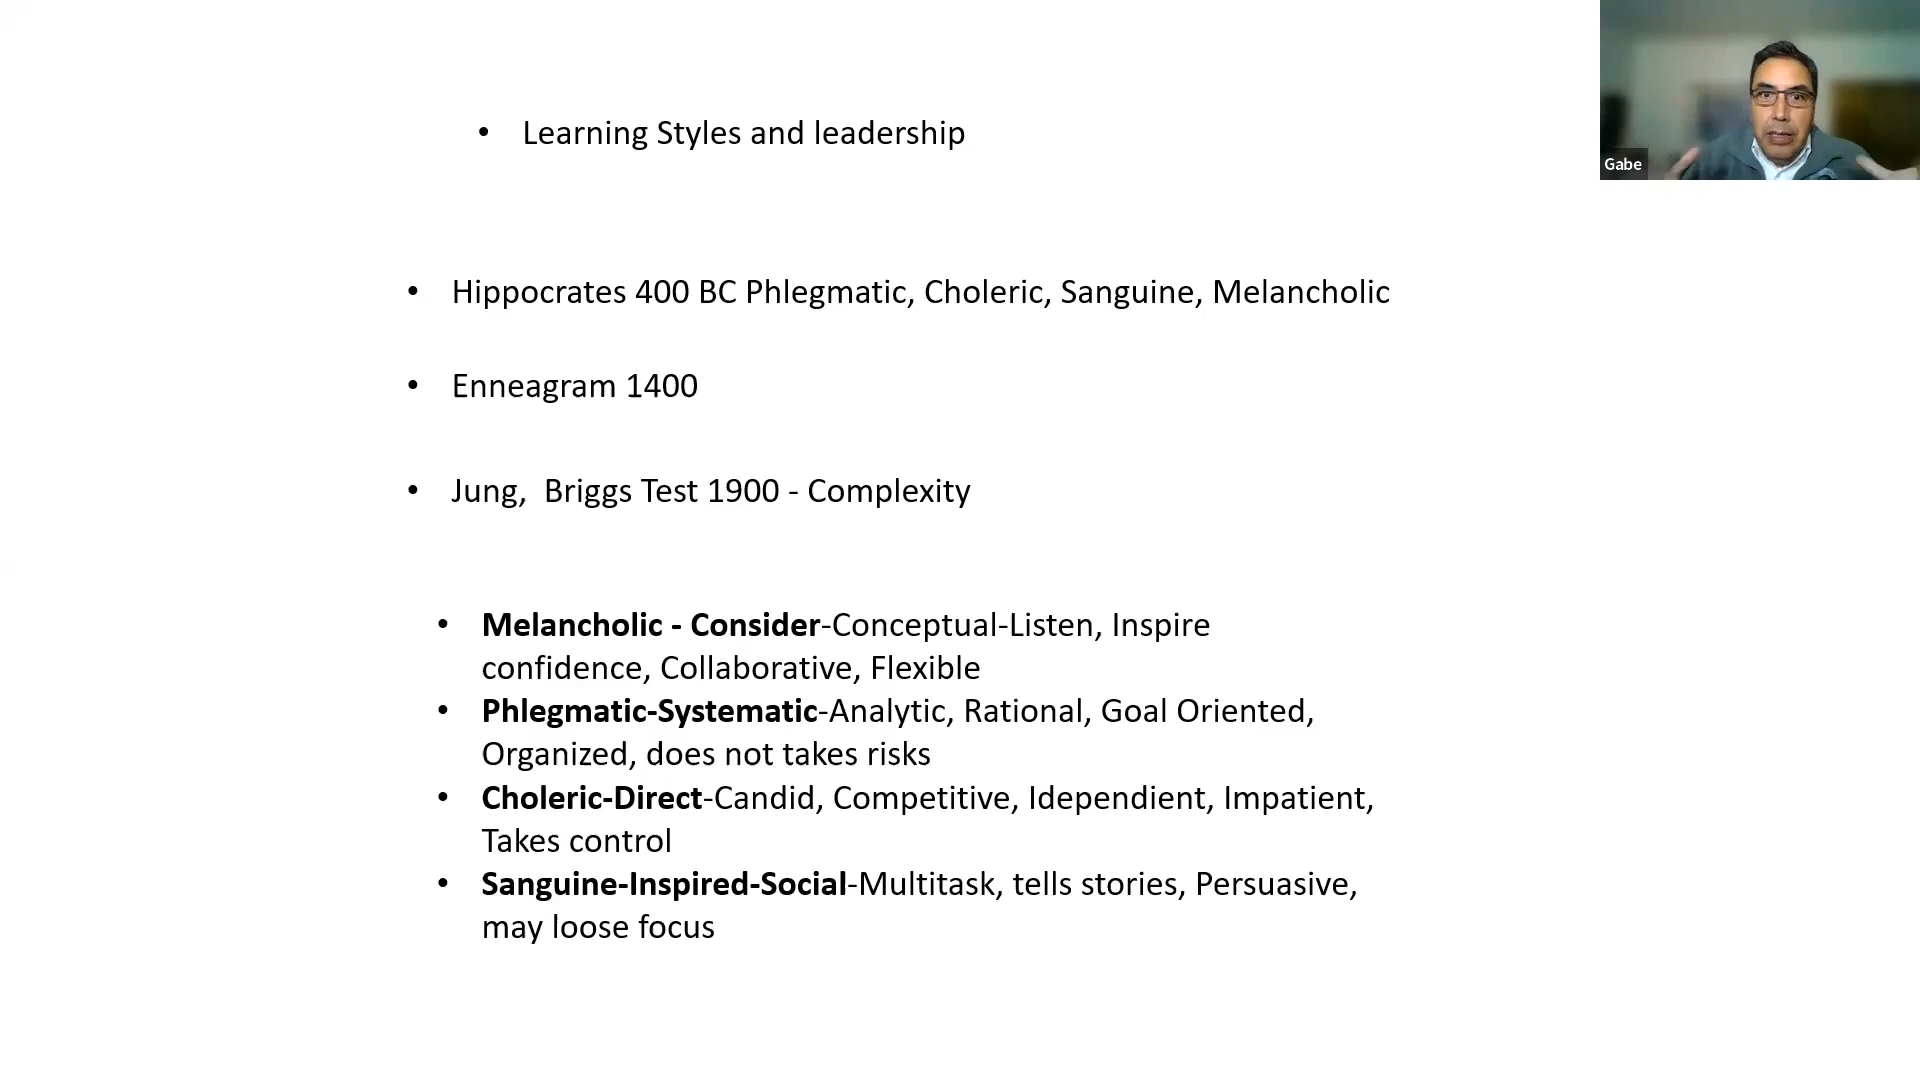 • Learning Styles and leadership
Gabe
• Hippocrates 400 BC Phlegmatic, Choleric, Sanguine, Melancholic
• Enneagram 1400
• Jung,  Briggs Test 1900 - Complexity
• Melancholic - Consider-Conceptual-Listen, Inspire
confidence, Collaborative, Flexible
• Phlegmatic-Systematic-Analytic, Rational, Goal Oriented,
Organized, does not takes risks
• Choleric-Direct-Candid, Competitive, Idependient, Impatient,
Takes control
• Sanguine-Inspired-Social-Multitask, tells stories, Persuasive,
may loose focus